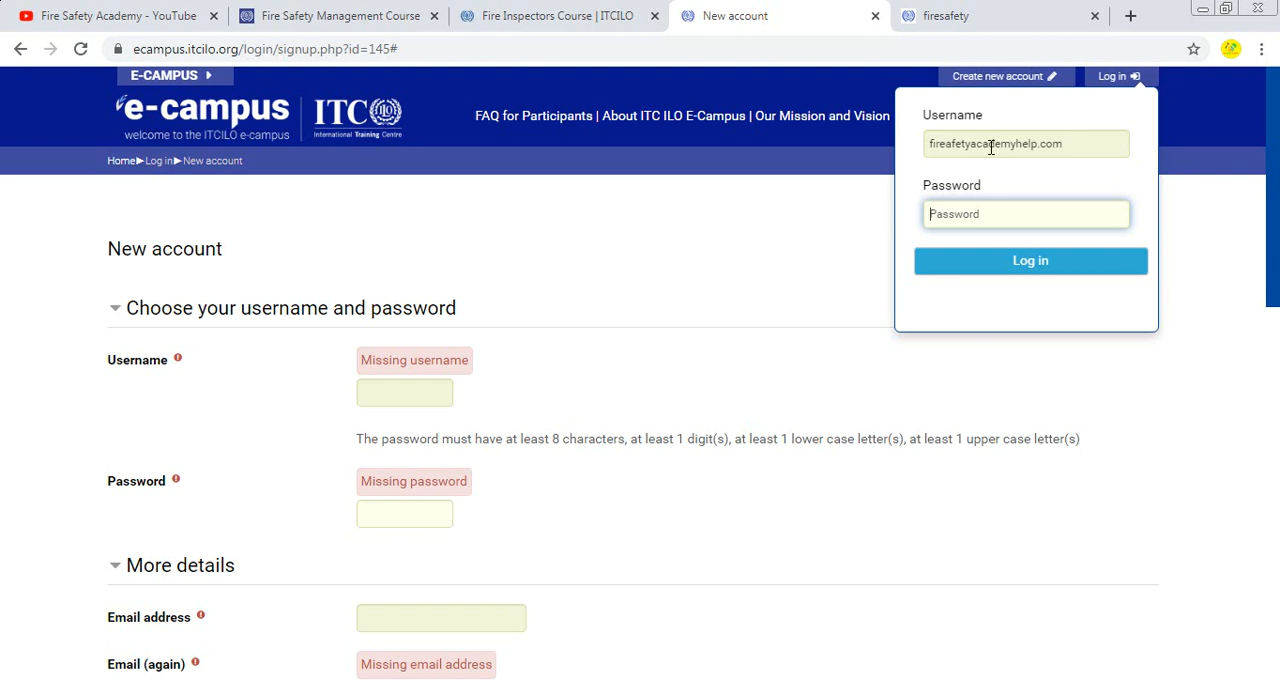 Fire Safety Academy - YouTube
Fire Safety Management Course
Fire Inspectors Course | ITCILO
New account
firesafety
ecampus.itcilo.org/login/signup.php?id=145#
E-CAMPUS
Create new account
Log in
e-campus
welcome to the ITCILO e-campus
ITC
International Training Centre
FAQ for Participants | About ITC ILO E-Campus | Our Mission and Vision
Home Log in New account
Username
fireafetyacademyhelp.com
Password
Password
Log in
New account
Choose your username and password
Username
Missing username
The password must have at least 8 characters, at least 1 digit(s), at least 1 lower case letter(s), at least 1 upper case letter(s)
Password
Missing password
More details
Email address
Email (again)
Missing email address